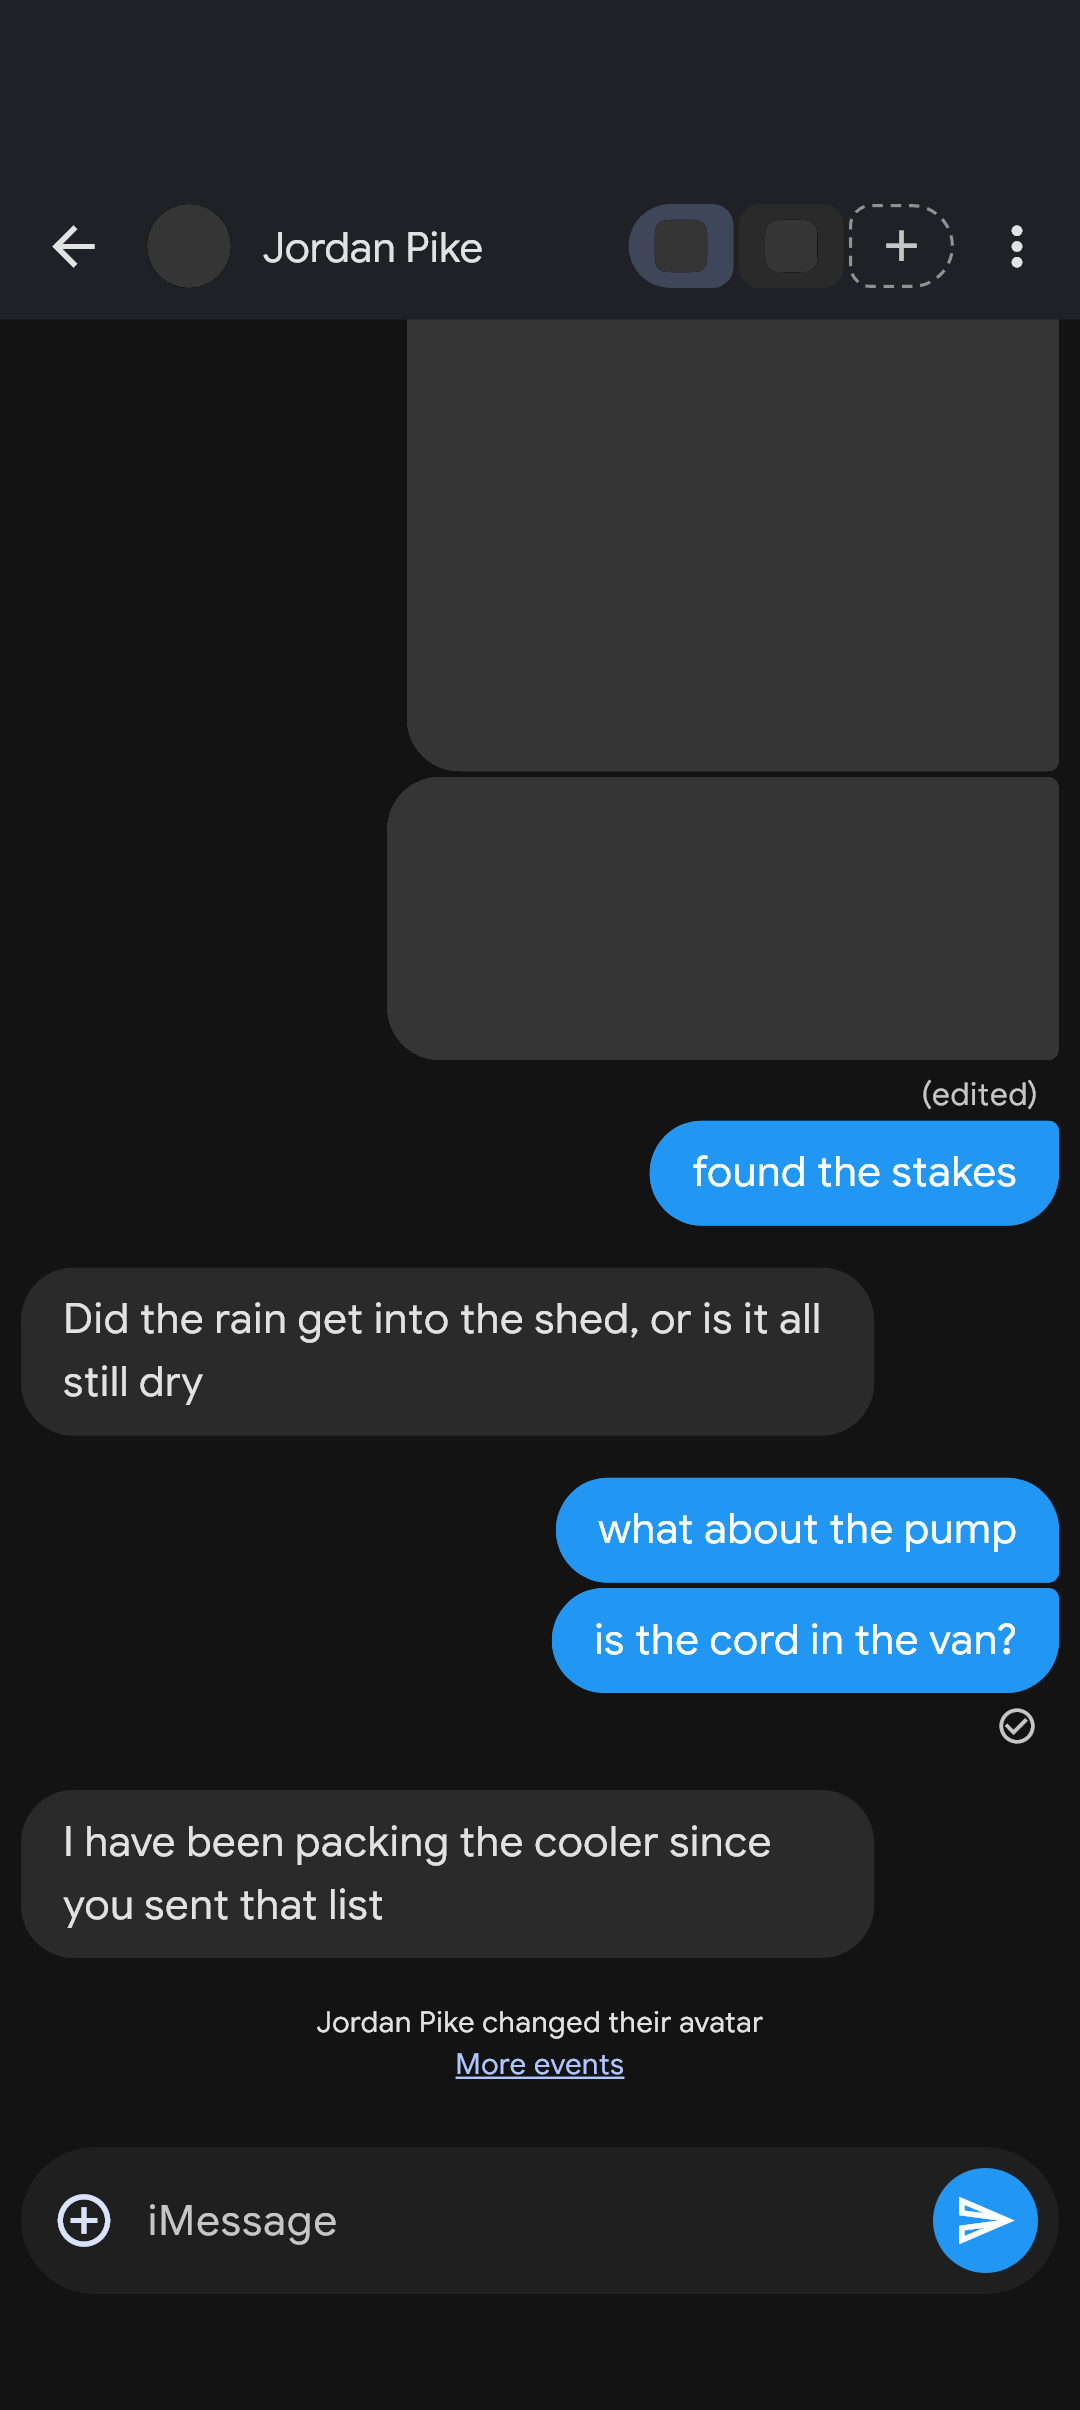 Jordan Pike
(edited)
found the stakes
Did the rain get into the shed, or is it all
still dry
what about the pump
is the cord in the van?
I have been packing the cooler since
you sent that list
Jordan Pike changed their avatar
More events
iMessage